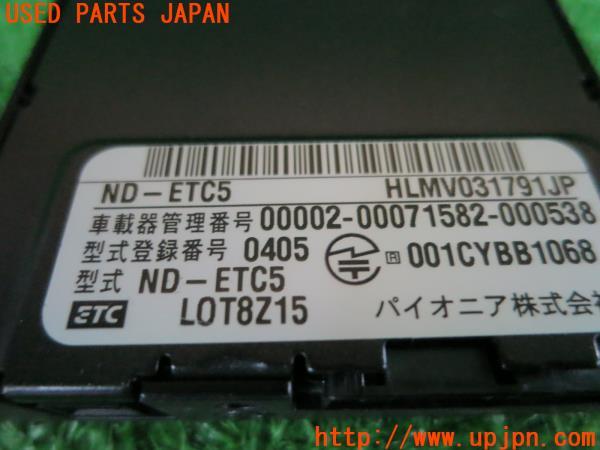 USED PARTS JAPAN
ND-ETC5 HLMV031791JP
車載器管理番号 00002-00071582-000538
型式登録番号 0405 R 001CYBB1068
型式 ND-ETC5
ETC LOT8Z15 パイオニア株式会
http://www.upjpn.com